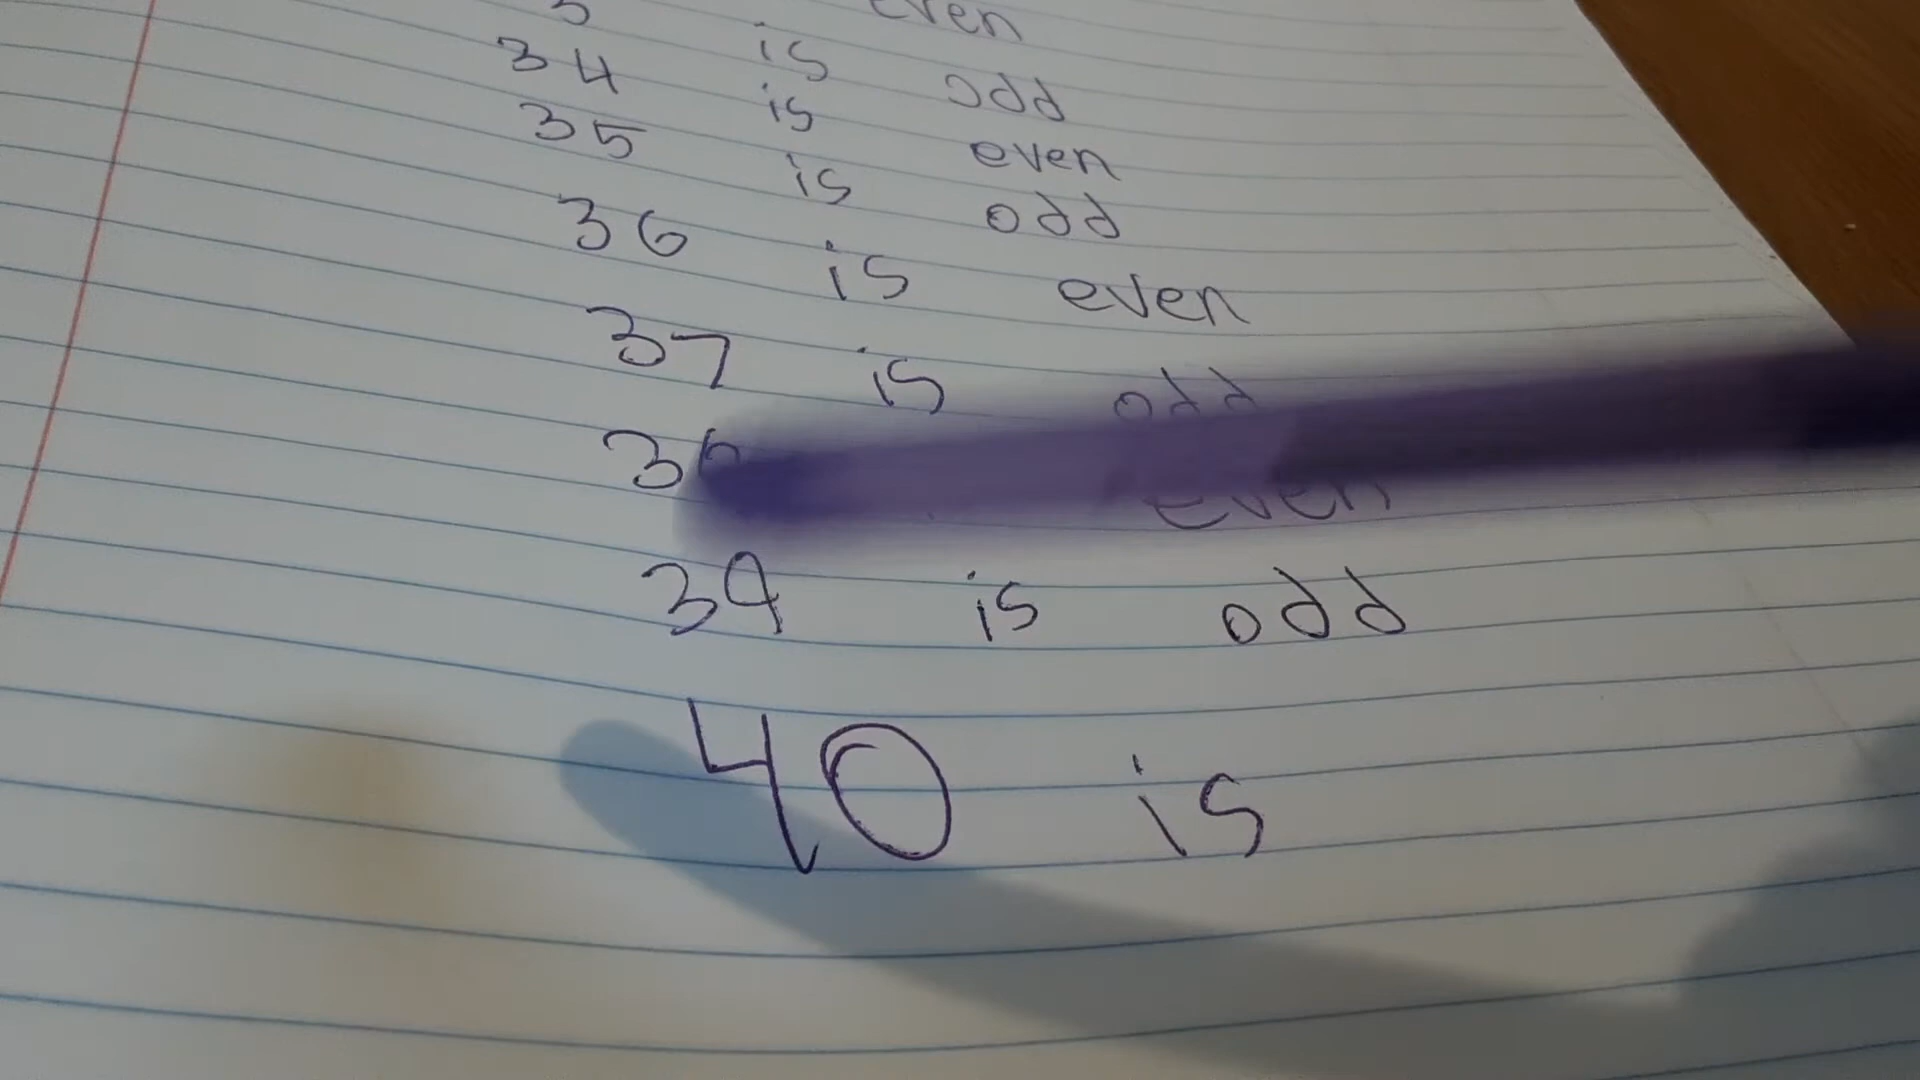 even
is odd
34 is even
35 is odd
36 is even
37 is odd
even
39 is odd
40 is